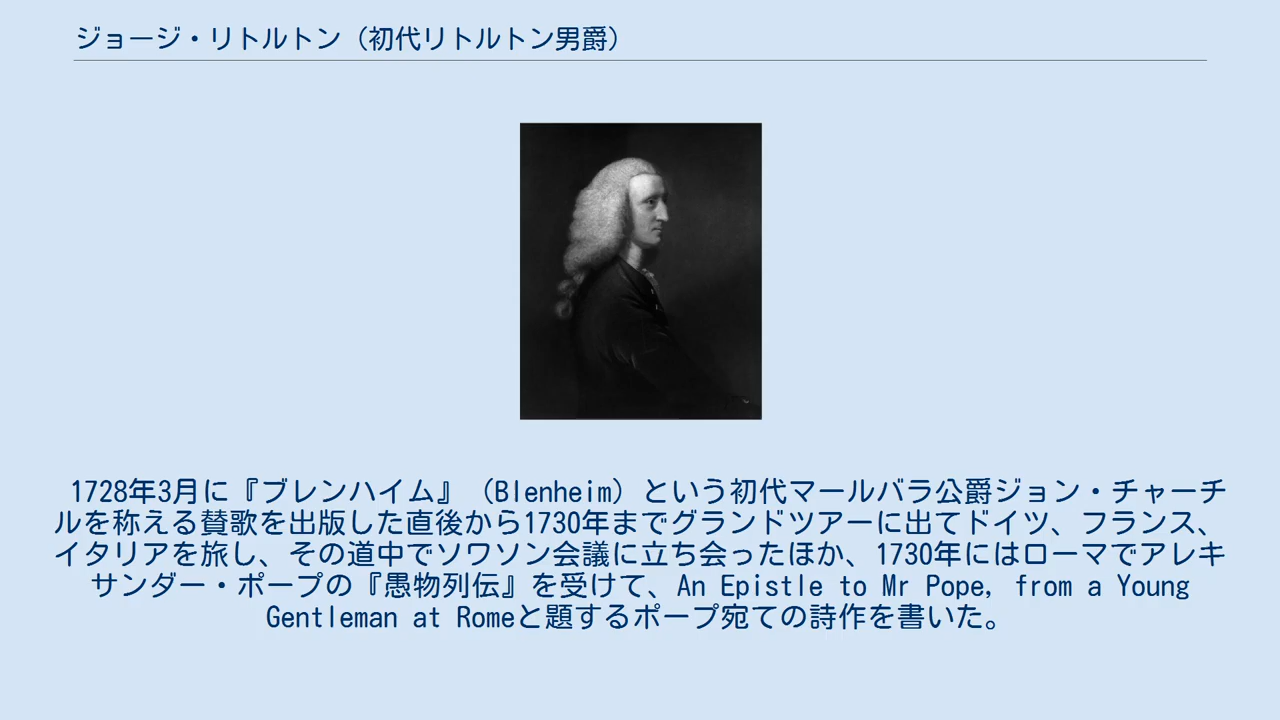 ジョージ・リトルトン（初代リトルトン男爵）
1728年3月に『ブレンハイム』（Blenheim）という初代マールバラ公爵ジョン・チャーチ
ルを称える賛歌を出版した直後から1730年までグランドツアーに出てドイツ、フランス、
イタリアを旅し、その道中でソワソン会議に立ち会ったほか、1730年にはローマでアレキ
サンダー・ポープの『愚物列伝』を受けて、An Epistle to Mr Pope, from a Young
Gentleman at Romeと題するポープ宛ての詩作を書いた。